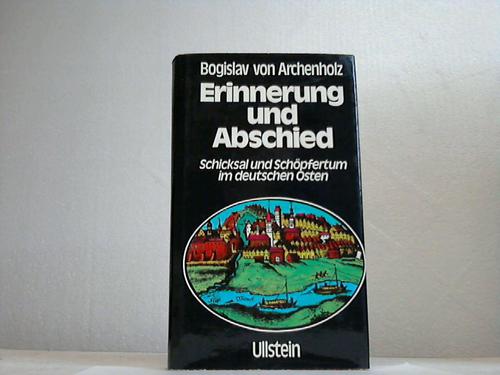 Bogislav von Archenholz
Erinnerung
und
Abschied
Schicksal und Schöpfertum
im deutschen Osten
Ullstein